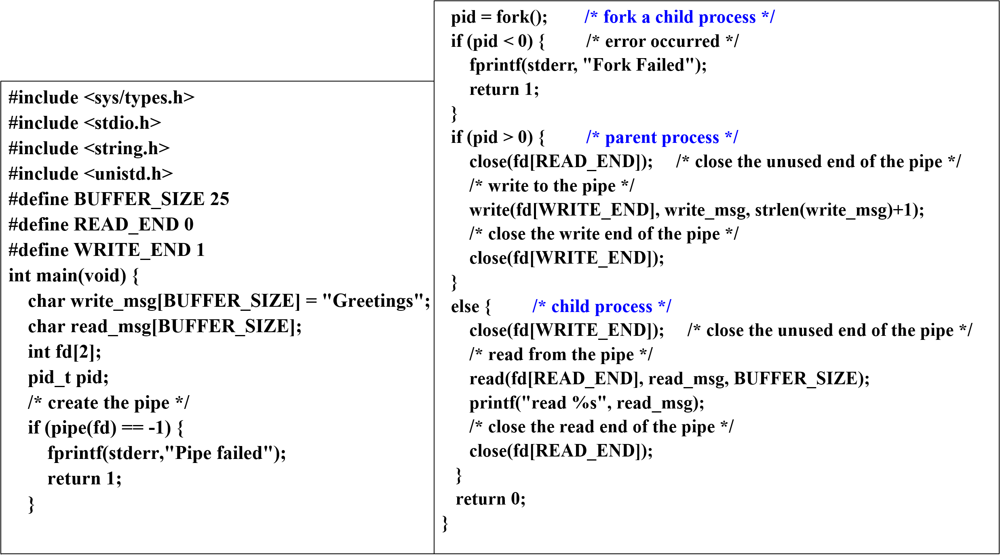 #include <sys/types.h>
#include <stdio.h>
#include <string.h>
#include <unistd.h>
#define BUFFER_SIZE 25
#define READ_END 0
#define WRITE_END 1
int main(void) {
char write_msg[BUFFER_SIZE] = "Greetings";
char read_msg[BUFFER_SIZE];
int fd[2];
pid_t pid;
/* create the pipe */
if (pipe(fd) == -1) {
fprintf(stderr,"Pipe failed");
return 1;
}
pid = fork(); /* fork a child process */
if (pid < 0) { /* error occurred */
fprintf(stderr, "Fork Failed");
return 1;
}
if (pid > 0) { /* parent process */
close(fd[READ_END]); /* close the unused end of the pipe */
/* write to the pipe */
write(fd[WRITE_END], write_msg, strlen(write_msg)+1);
/* close the write end of the pipe */
close(fd[WRITE_END]);
}
else { /* child process */
close(fd[WRITE_END]); /* close the unused end of the pipe */
/* read from the pipe */
read(fd[READ_END], read_msg, BUFFER_SIZE);
printf("read %s", read_msg);
/* close the read end of the pipe */
close(fd[READ_END]);
}
return 0;
}